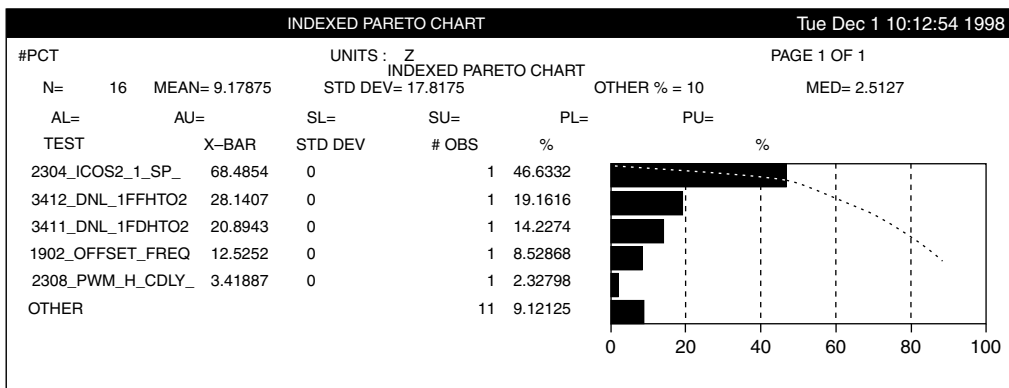 INDEXED PARETO CHART Tue Dec 1 10:12:54 1998
#PCT UNITS : Z PAGE 1 OF 1
INDEXED PARETO CHART
N= 16 MEAN= 9.17875 STD DEV= 17.8175 OTHER % = 10 MED= 2.5127
AL= AU= SL= SU= PL= PU=
TEST X–BAR STD DEV # OBS % %
2304_ICOS2_1_SP_ 68.4854 0 1 46.6332
3412_DNL_1FFHTO2 28.1407 0 1 19.1616
3411_DNL_1FDHTO2 20.8943 0 1 14.2274
1902_OFFSET_FREQ 12.5252 0 1 8.52868
2308_PWM_H_CDLY_ 3.41887 0 1 2.32798
OTHER 11 9.12125
0 20 40 60 80 100